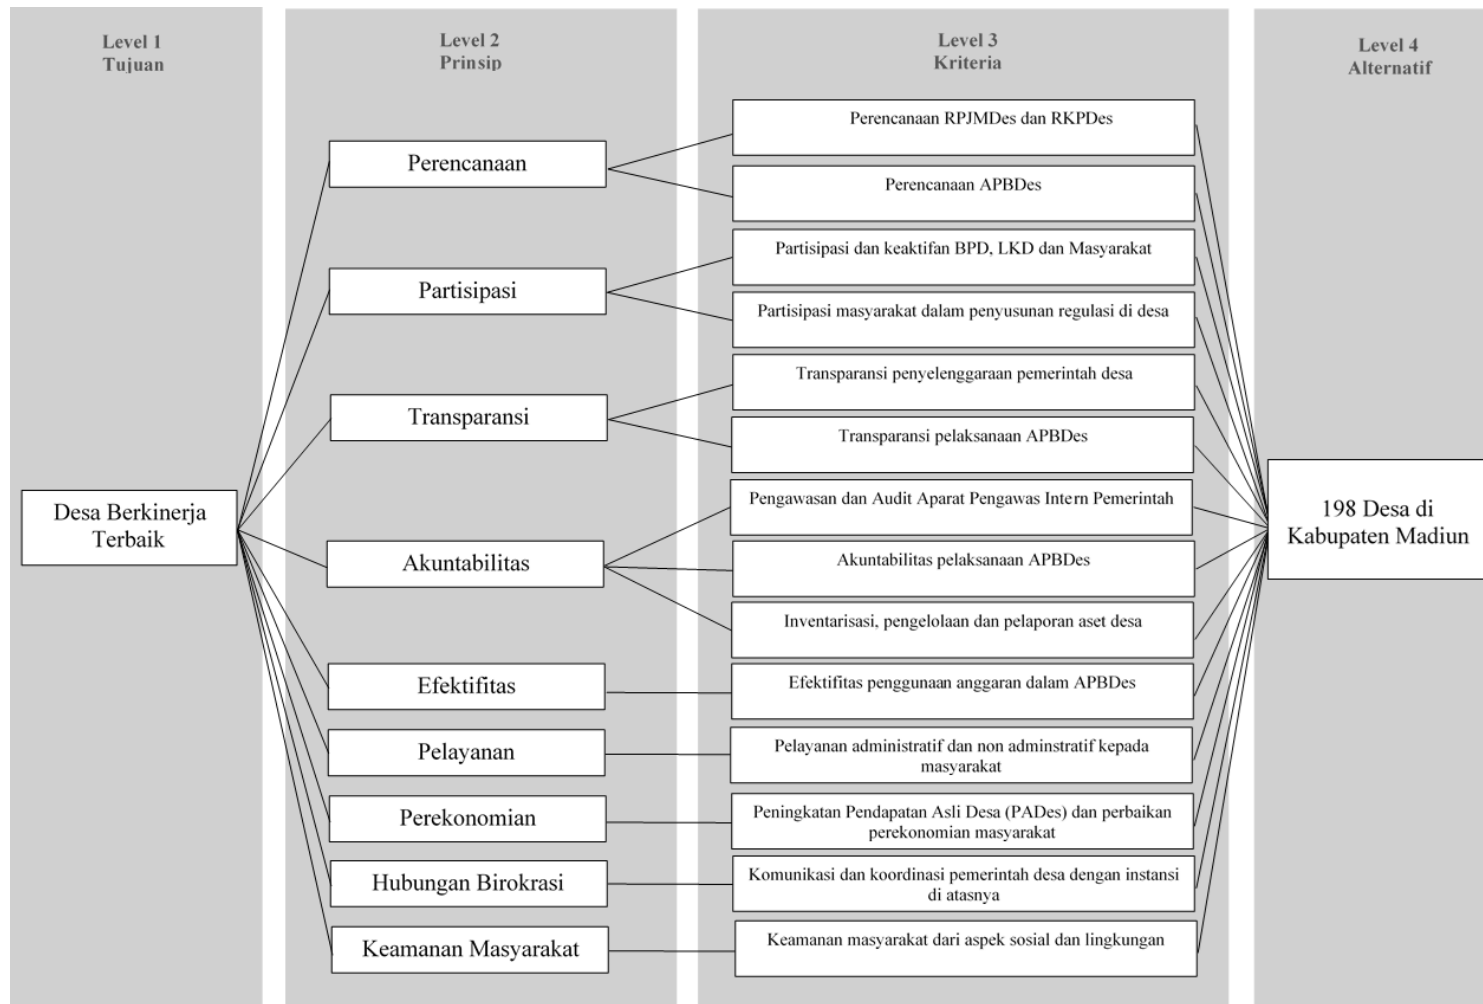 Level 1
Tujuan
Level 2
Prinsip
Level 3
Kriteria
Level 4
Alternatif
Desa Berkinerja
Terbaik
Perencanaan
Partisipasi
Transparansi
Akuntabilitas
Efektifitas
Pelayanan
Perekonomian
Hubungan Birokrasi
Keamanan Masyarakat
Perencanaan RPJMDes dan RKPDes
Perencanaan APBDes
Partisipasi dan keaktifan BPD, LKD dan Masyarakat
Partisipasi masyarakat dalam penyusunan regulasi di desa
Transparansi penyelenggaraan pemerintah desa
Transparansi pelaksanaan APBDes
Pengawasan dan Audit Aparat Pengawas Intern Pemerintah
Akuntabilitas pelaksanaan APBDes
Inventarisasi, pengelolaan dan pelaporan aset desa
Efektifitas penggunaan anggaran dalam APBDes
Pelayanan administratif dan non adminstratif kepada
masyarakat
Peningkatan Pendapatan Asli Desa (PADes) dan perbaikan
perekonomian masyarakat
Komunikasi dan koordinasi pemerintah desa dengan instansi
di atasnya
Keamanan masyarakat dari aspek sosial dan lingkungan
198 Desa di
Kabupaten Madiun